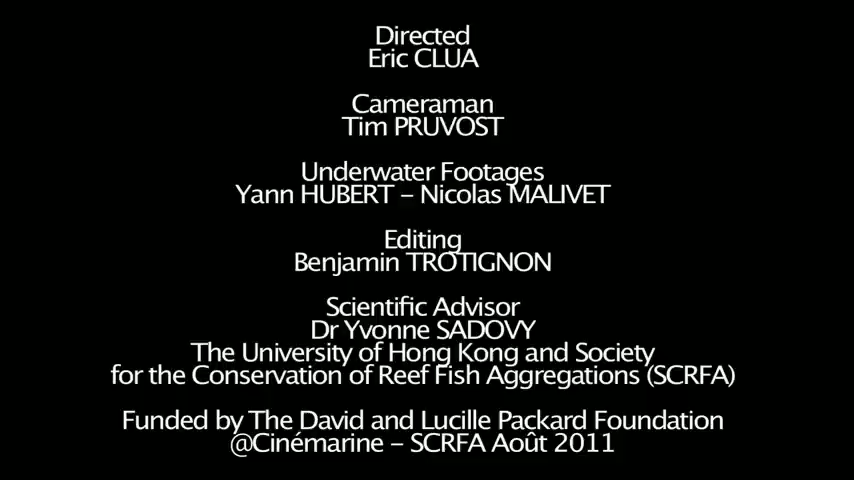 Directed
Eric CLUA
Cameraman
Tim PRUVOST
Underwater Footages
Yann HUBERT – Nicolas MALIVET
Editing
Benjamin TROTIGNON
Scientific Advisor
Dr Yvonne SADOVY
The University of Hong Kong and Society
for the Conservation of Reef Fish Aggregations (SCRFA)
Funded by The David and Lucille Packard Foundation
@Cinémarine – SCRFA Août 2011